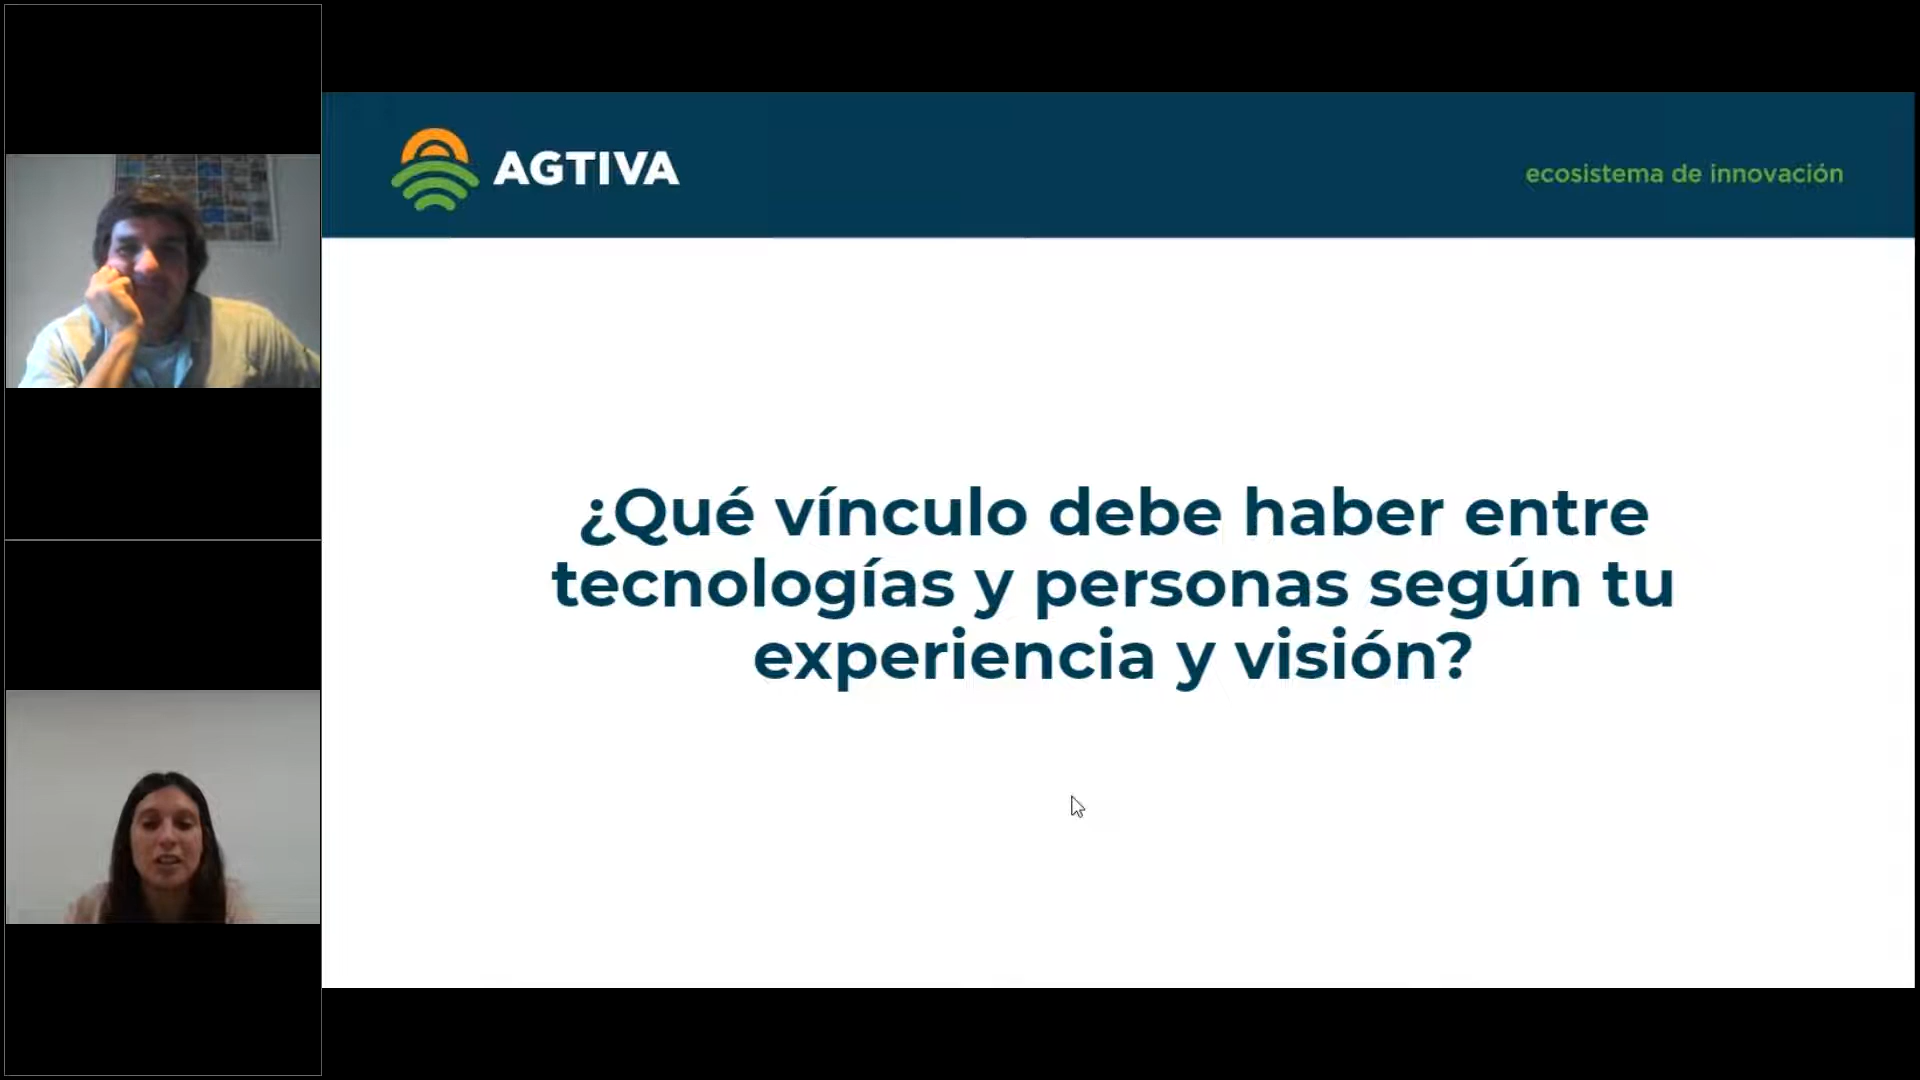 AGTIVA
ecosistema de innovación
¿Qué vínculo debe haber entre
tecnologías y personas según tu
experiencia y visión?